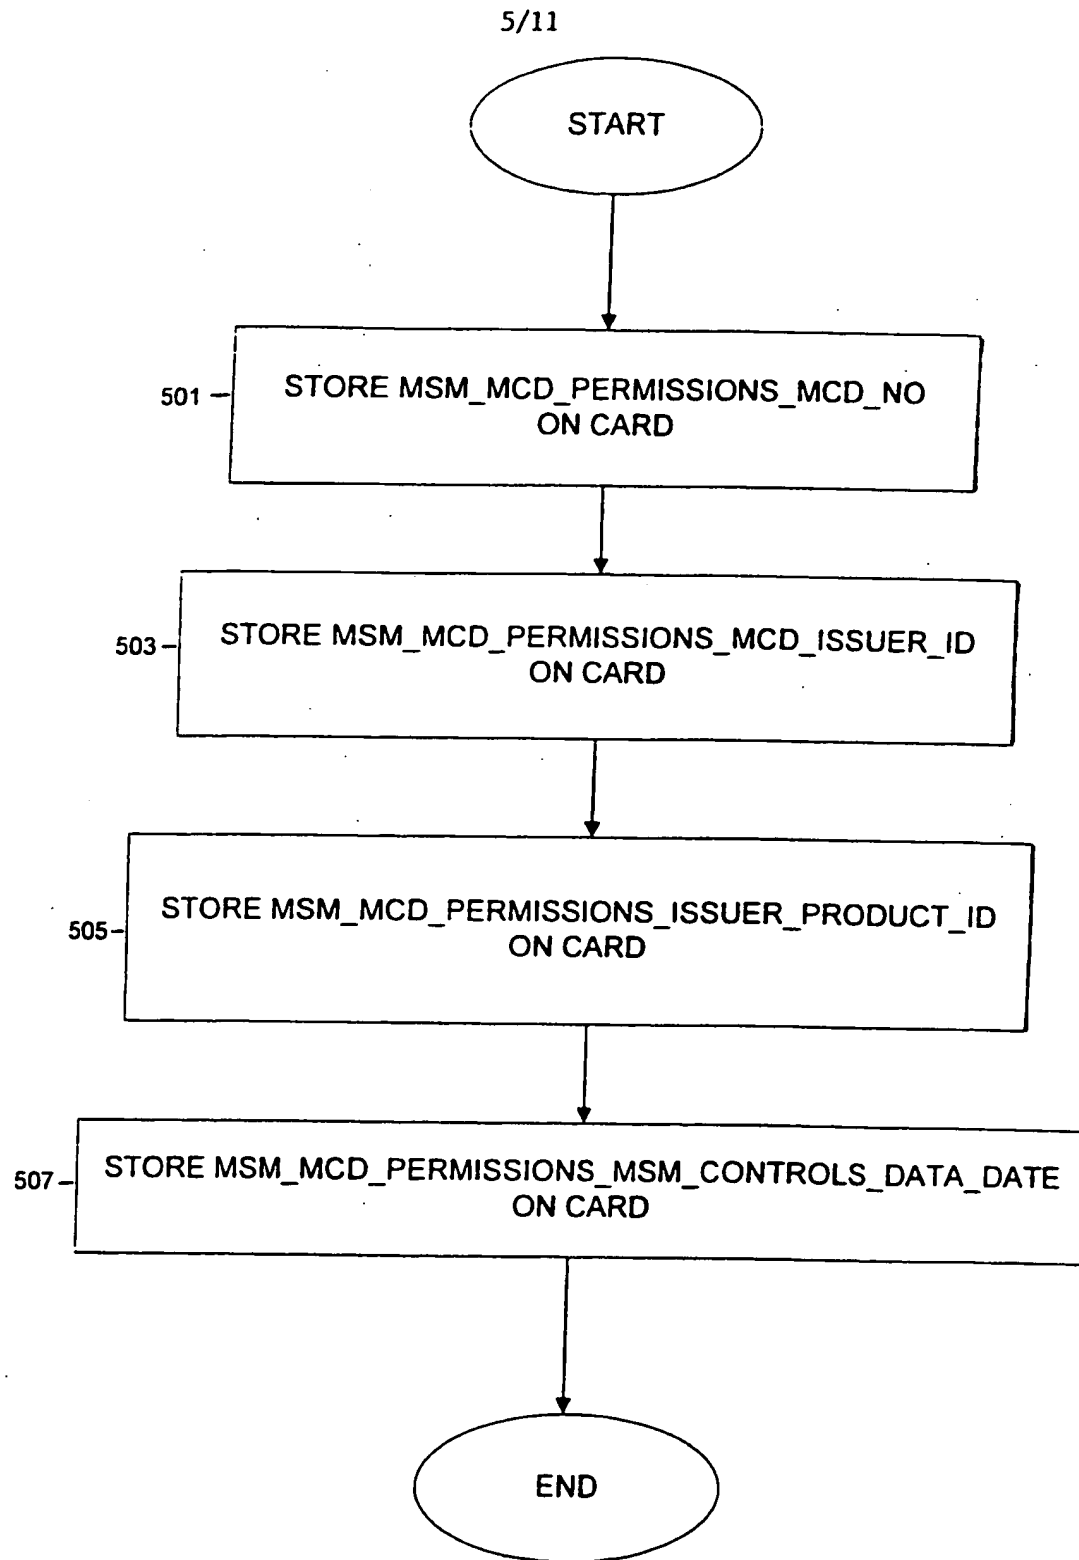 5/11
START
501
STORE MSM_MCD_PERMISSIONS_MCD_NO
ON CARD
503
STORE MSM_MCD_PERMISSIONS_MCD_ISSUER_ID
ON CARD
505
STORE MSM_MCD_PERMISSIONS_ISSUER_PRODUCT_ID
ON CARD
507
STORE MSM_MCD_PERMISSIONS_MSM_CONTROLS_DATA_DATE
ON CARD
END